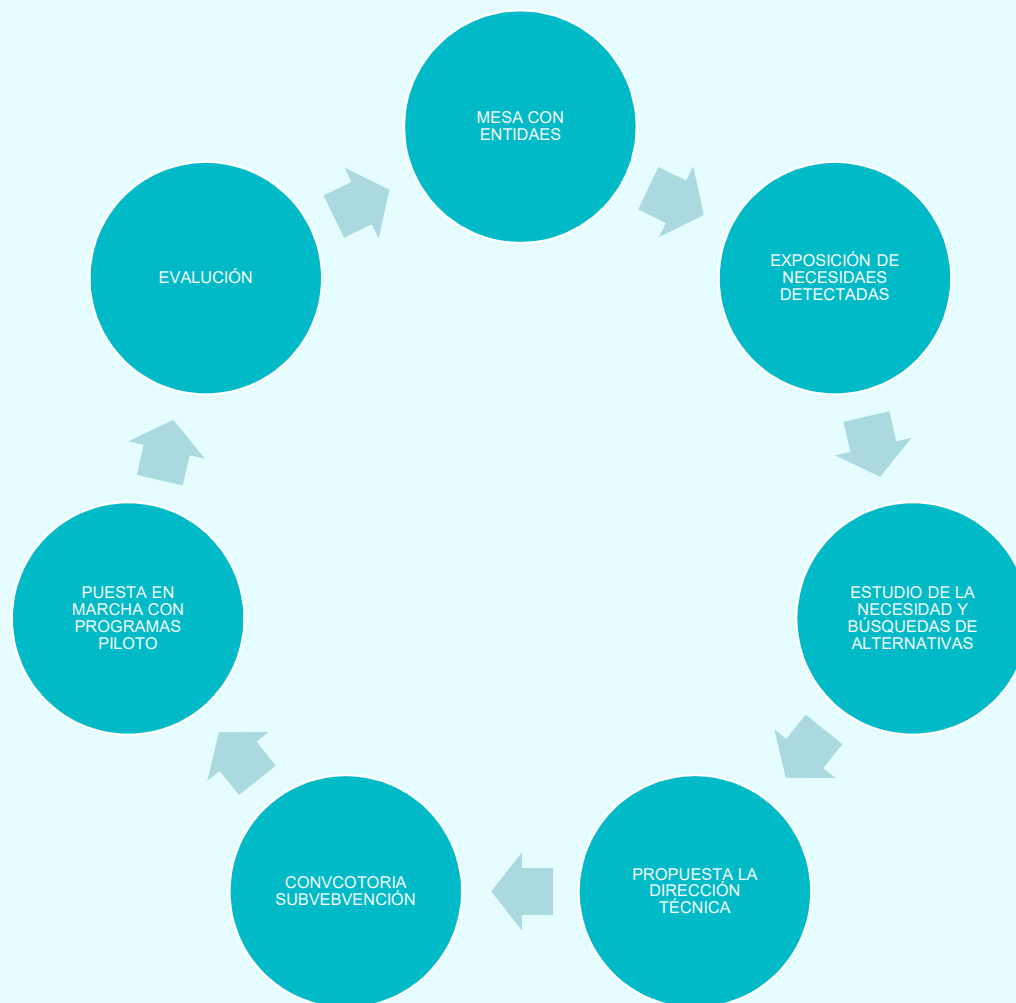 MESA CON
ENTIDAES
EXPOSICIÓN DE
NECESIDAES
DETECTADAS
ESTUDIO DE LA
NECESIDAD Y
BÚSQUEDAS DE
ALTERNATIVAS
PROPUESTA LA
DIRECCIÓN
TÉCNICA
CONVCOTORIA
SUBVEBVENCIÓN
PUESTA EN
MARCHA CON
PROGRAMAS
PILOTO
EVALUCIÓN